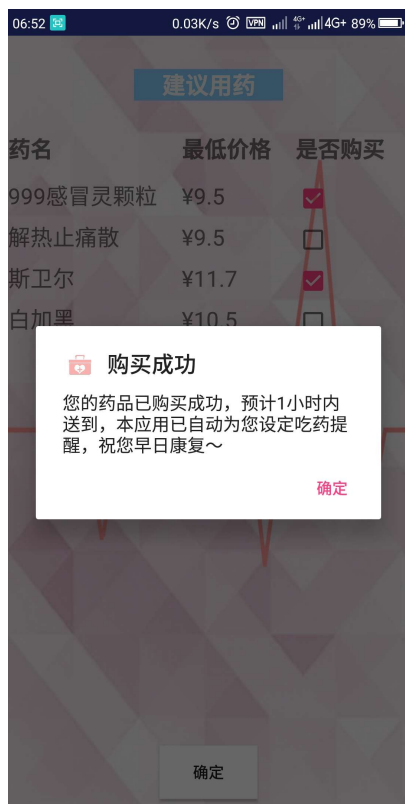 06:52 0.03K/s VPN 4G+ 4G+ 89%
建议用药
药名 最低价格 是否购买
999感冒灵颗粒 ¥9.5
解热止痛散 ¥9.5
斯卫尔 ¥11.7
白加黑 ¥10.5
购买成功
您的药品已购买成功，预计1小时内
送到，本应用已自动为您设定吃药提
醒，祝您早日康复～
确定
确定